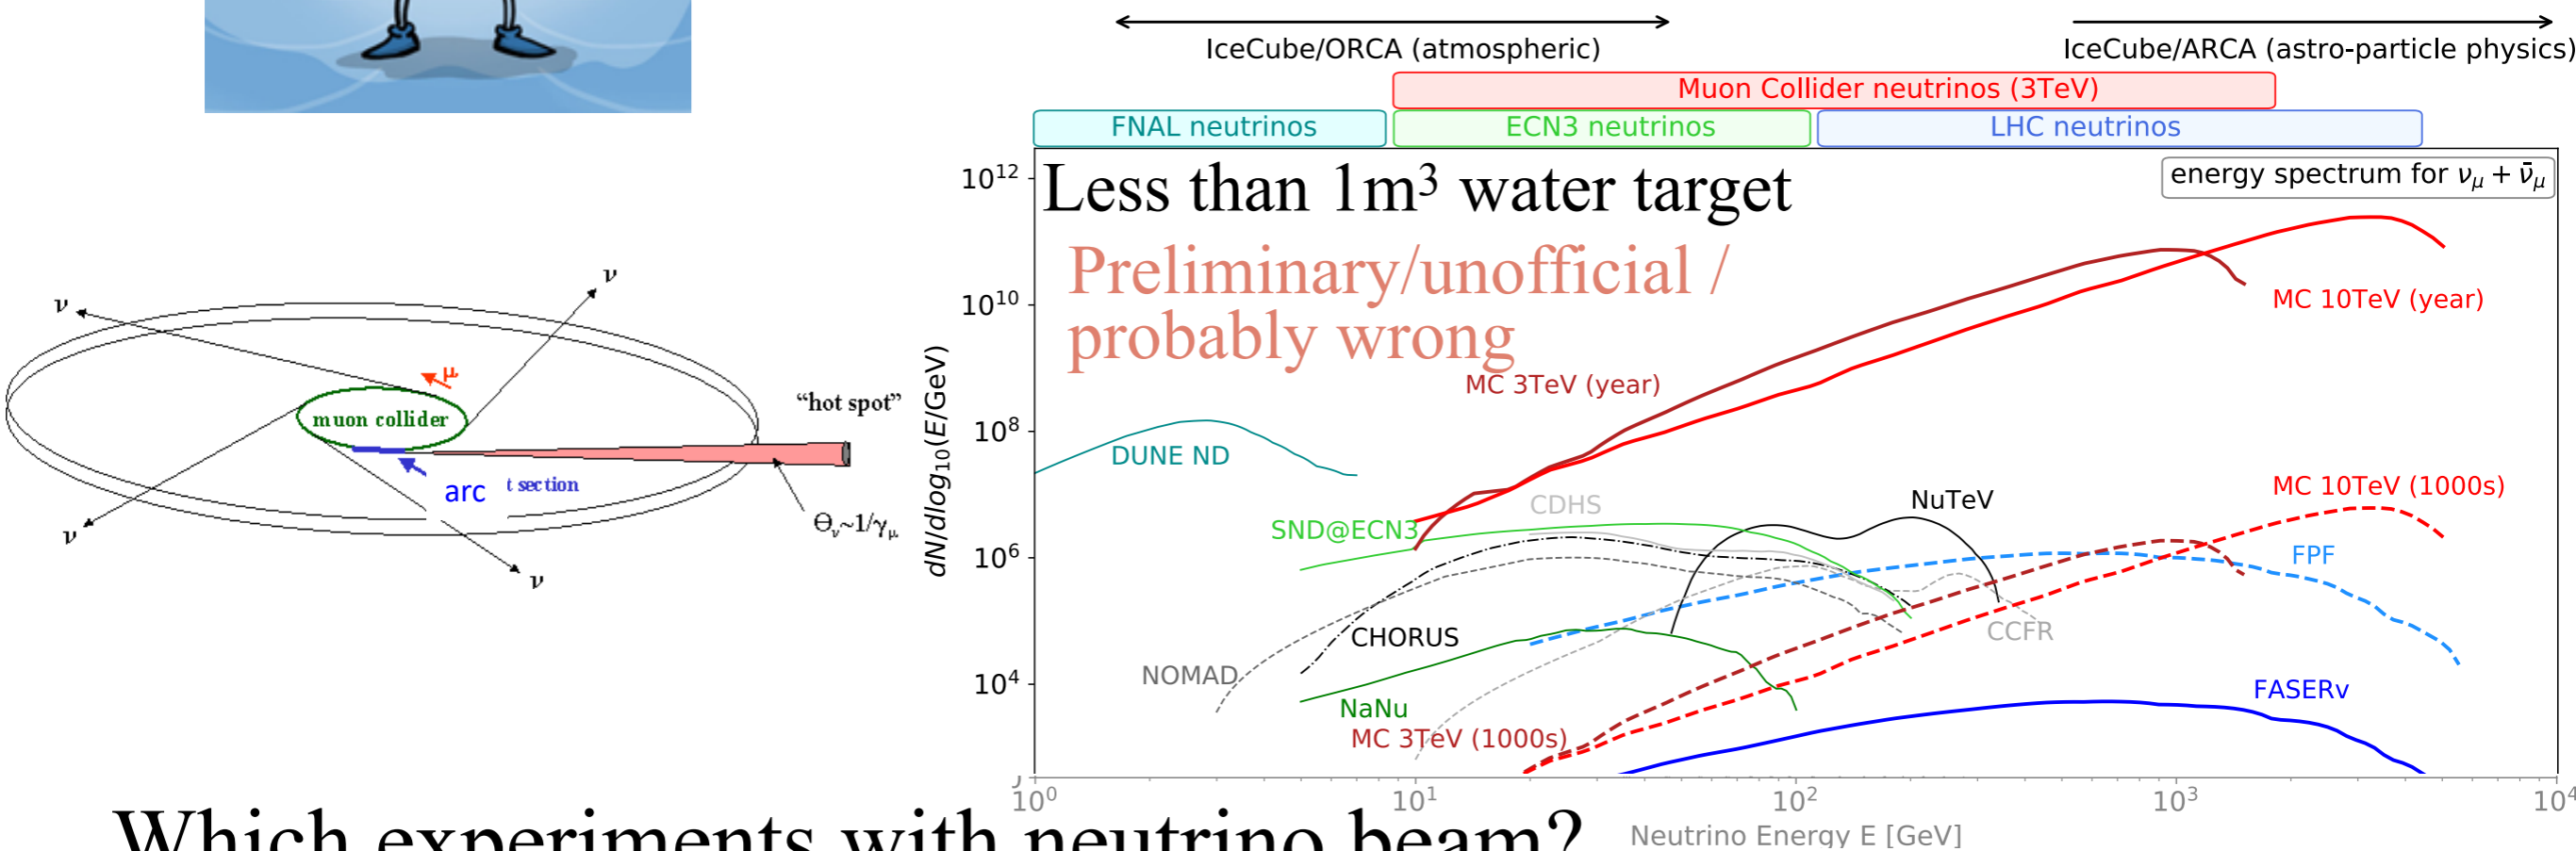 IceCube/ORCA (atmospheric)
IceCube/ARCA (astro-particle physics)
Muon Collider neutrinos (3TeV)
FNAL neutrinos
ECN3 neutrinos
LHC neutrinos
Less than 1m³ water target
energy spectrum for νμ + ν̄μ
Preliminary/unofficial /
probably wrong
ν
ν
μ
muon collider
"hot spot"
arc
t section
Θν~1/γμ
ν
ν
dN/dlog10(E/GeV)
10¹²
10¹⁰
10⁸
10⁶
10⁴
MC 10TeV (year)
MC 3TeV (year)
DUNE ND
MC 10TeV (1000s)
CDHS
NuTeV
SND@ECN3
FPF
CHORUS
CCFR
NOMAD
NaNu
FASERν
MC 3TeV (1000s)
10⁰
10¹
10²
10³
10⁴
Neutrino Energy E [GeV]
Which experiments with neutrino beam?